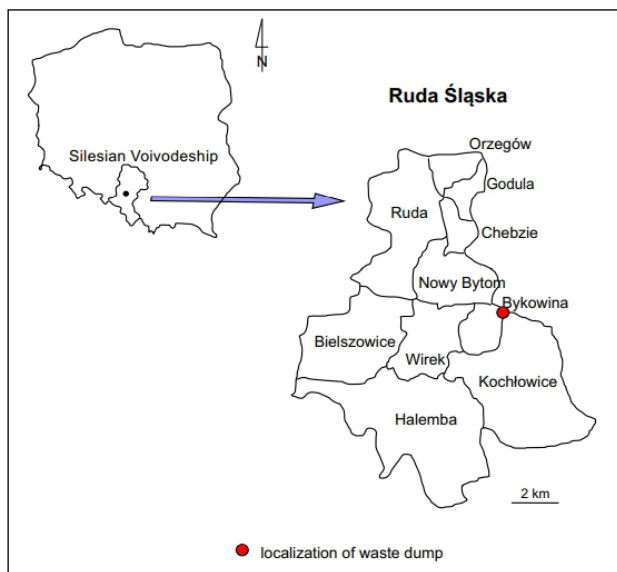 N
Silesian Voivodeship
Ruda Śląska
Orzegów
Godula
Ruda
Chebzie
Nowy Bytom
Bykowina
Bielszowice
Wirek
Kochłowice
Halemba
2 km
localization of waste dump